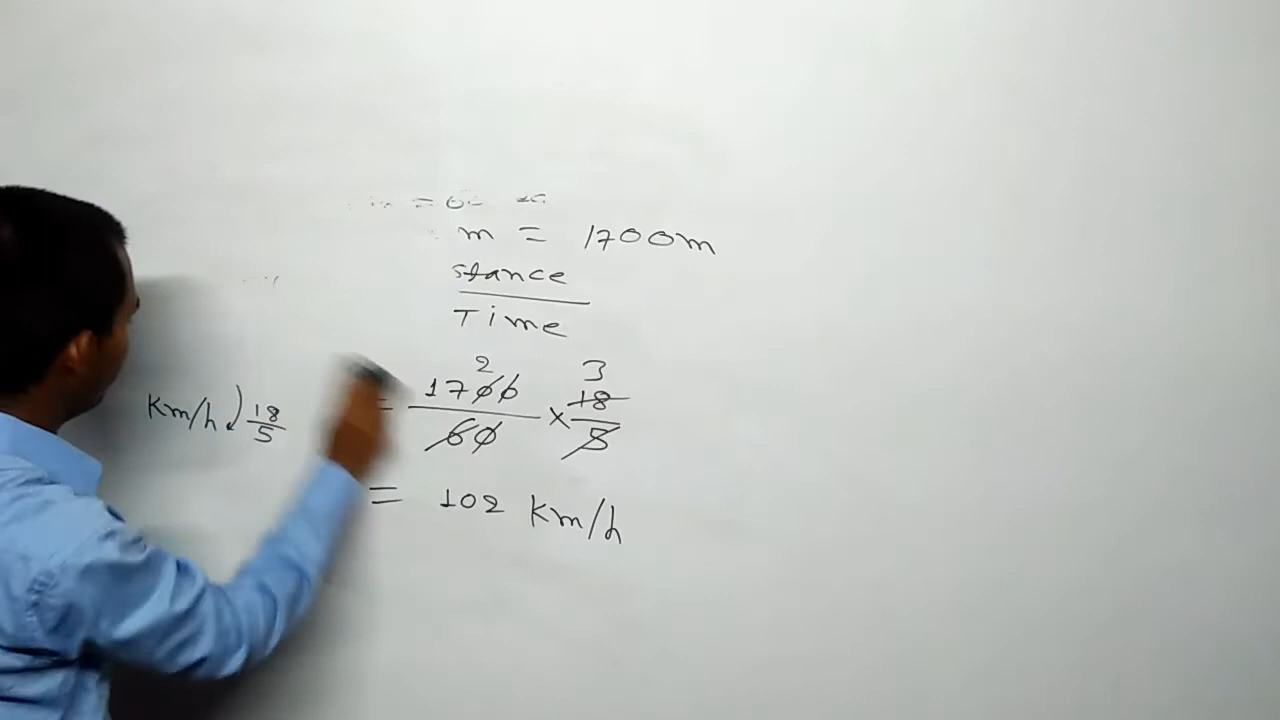 m = 1700m
stance
Time
2 3
= 1700 × 18
60 5
Km/h 18
5
= 102 Km/h